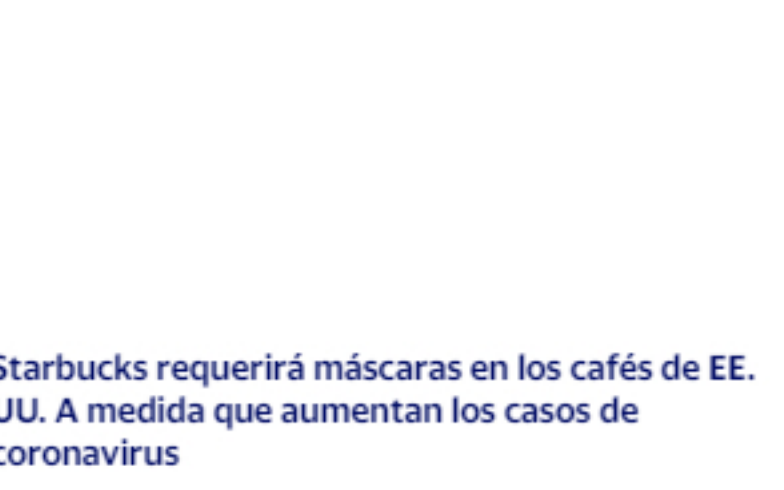 Starbucks requerirá máscaras en los cafés de EE.
UU. A medida que aumentan los casos de
coronavirus